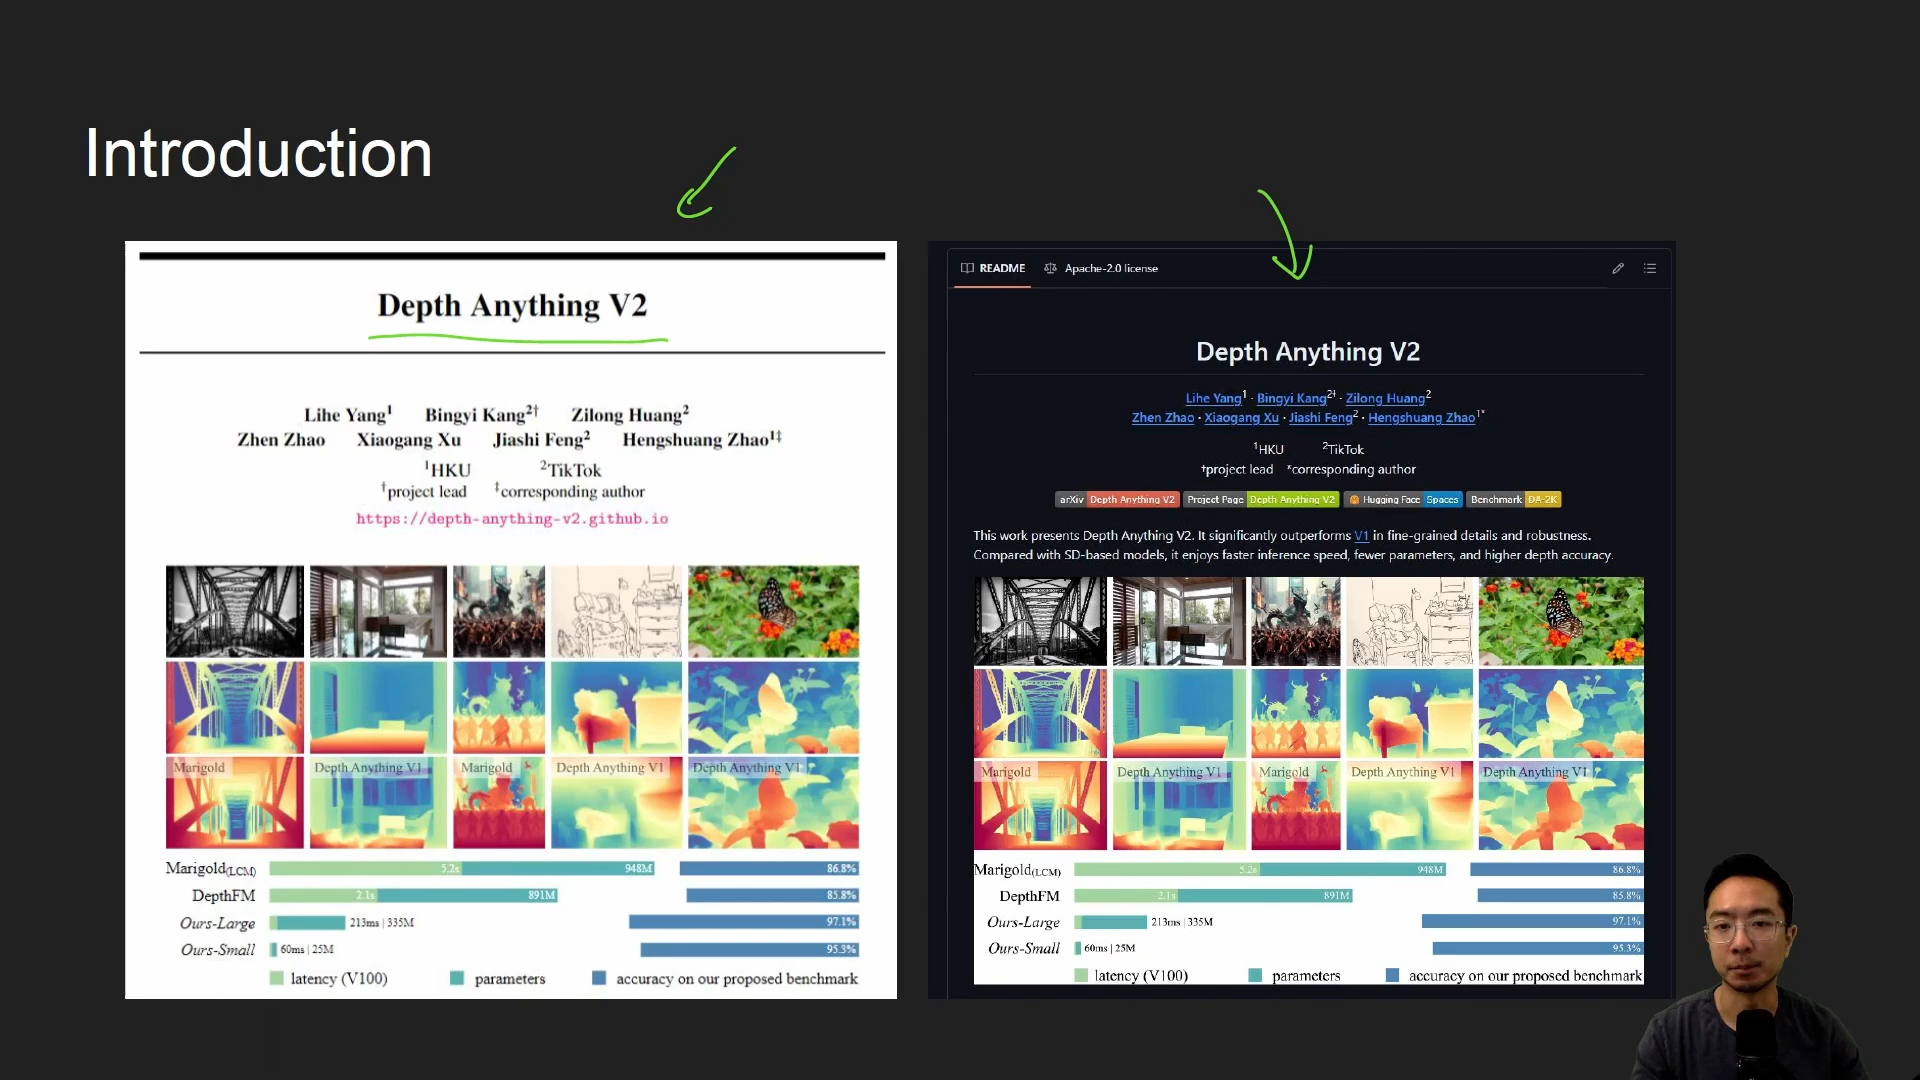 Introduction
Depth Anything V2
Lihe Yang¹ Bingyi Kang²† Zilong Huang²
Zhen Zhao Xiaogang Xu Jiashi Feng² Hengshuang Zhao¹‡
¹HKU ²TikTok
†project lead ‡corresponding author
https://depth-anything-v2.github.io
Marigold Depth Anything V1 Marigold Depth Anything V1 Depth Anything V1
Marigold(LCM) 5.2s 948M 86.8%
DepthFM 2.1s 891M 85.8%
Ours-Large 213ms | 335M 97.1%
Ours-Small 60ms | 25M 95.3%
latency (V100) parameters accuracy on our proposed benchmark
README Apache-2.0 license
Depth Anything V2
Lihe Yang¹ · Bingyi Kang²† · Zilong Huang²
Zhen Zhao · Xiaogang Xu · Jiashi Feng² · Hengshuang Zhao¹*
¹HKU ²TikTok
†project lead *corresponding author
arXiv Depth Anything V2 Project Page Depth Anything V2 Hugging Face Spaces Benchmark DA-2K
This work presents Depth Anything V2. It significantly outperforms V1 in fine-grained details and robustness.
Compared with SD-based models, it enjoys faster inference speed, fewer parameters, and higher depth accuracy.
Marigold Depth Anything V1 Marigold Depth Anything V1 Depth Anything V1
Marigold(LCM) 5.2s 948M 86.8%
DepthFM 2.1s 891M 85.8%
Ours-Large 213ms | 335M 97.1%
Ours-Small 60ms | 25M 95.3%
latency (V100) parameters accuracy on our proposed benchmark